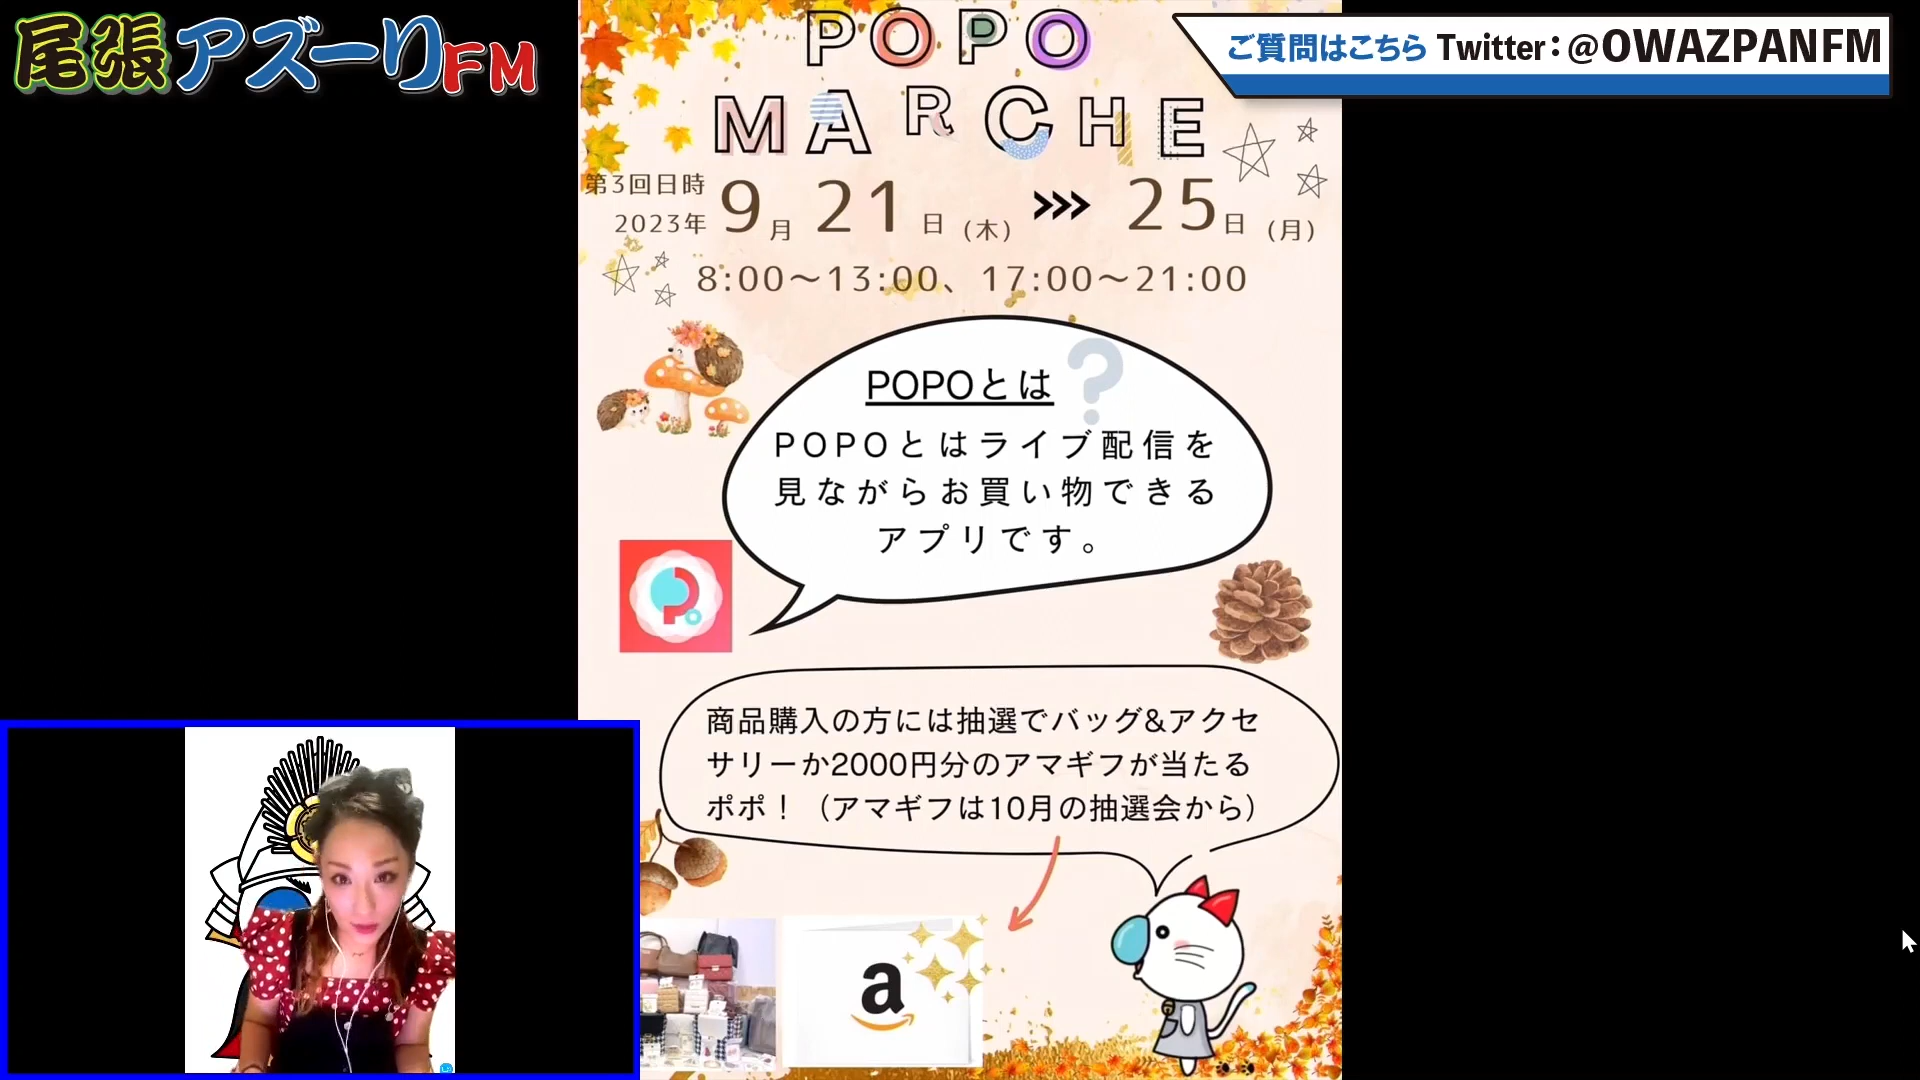 尾張アズーリFM
ご質問はこちら Twitter：@OWAZPANFM
POPO
MARCHE
第3回日時
2023年 9月21日(木) >>> 25日(月)
8:00～13:00、17:00～21:00
POPOとは?
POPOとはライブ配信を
見ながらお買い物できる
アプリです。
商品購入の方には抽選でバッグ&アクセ
サリーか2000円分のアマギフが当たる
ポポ！（アマギフは10月の抽選会から）
a